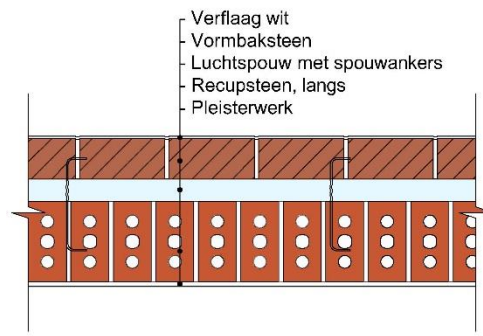 Verflaag wit
Vormbaksteen
Luchtspouw met spouwankers
Recupsteen, langs
Pleisterwerk